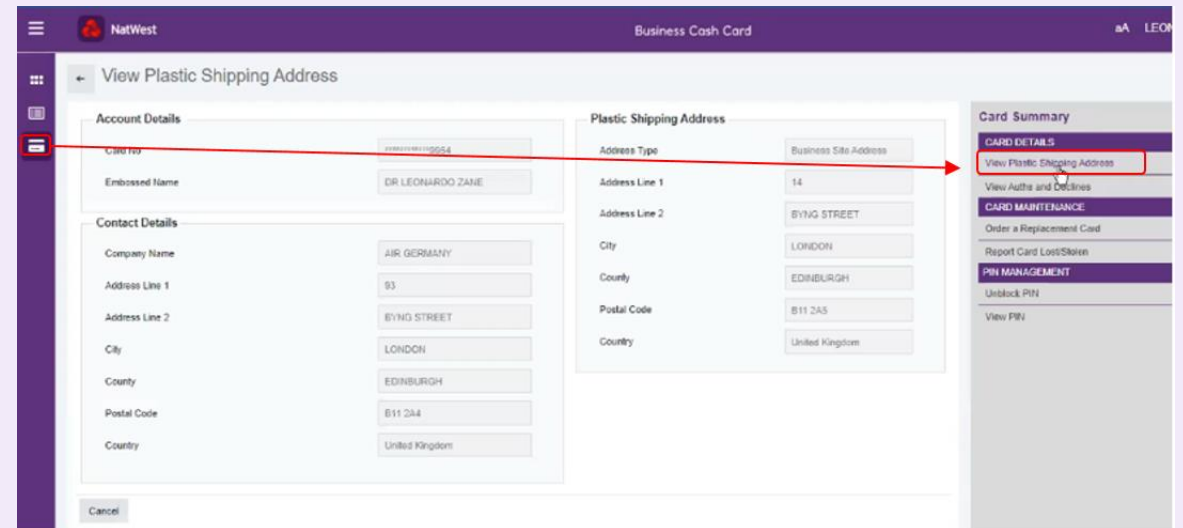 NatWest
Business Cash Card
aA LEON
← View Plastic Shipping Address
Account Details
Card No ************9954
Embossed Name DR LEONARDO ZANE
Contact Details
Company Name AIR GERMANY
Address Line 1 93
Address Line 2 BYNG STREET
City LONDON
County EDINBURGH
Postal Code B11 2A4
Country United Kingdom
Cancel
Plastic Shipping Address
Address Type Business Site Address
Address Line 1 14
Address Line 2 BYNG STREET
City LONDON
County EDINBURGH
Postal Code B11 2A5
Country United Kingdom
Card Summary
CARD DETAILS
View Plastic Shipping Address
View Auths and Declines
CARD MAINTENANCE
Order a Replacement Card
Report Card Lost/Stolen
PIN MANAGEMENT
Unblock PIN
View PIN